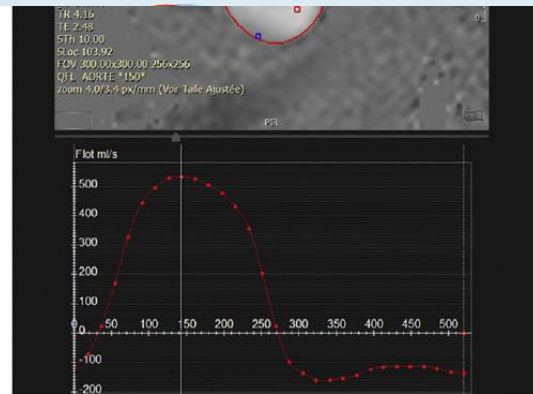 TR 4.16
TE 2.48
STh 10.00
SLoc 103.92
FOV 300.00x300.00 256x256
QFL AORTE *150*
zoom 4.0/3.4 px/mm (Voir Taille Ajustée)
PIR
Flot ml/s
500
400
300
200
100
0 50 100 150 200 250 300 350 400 450 500
-100
-200